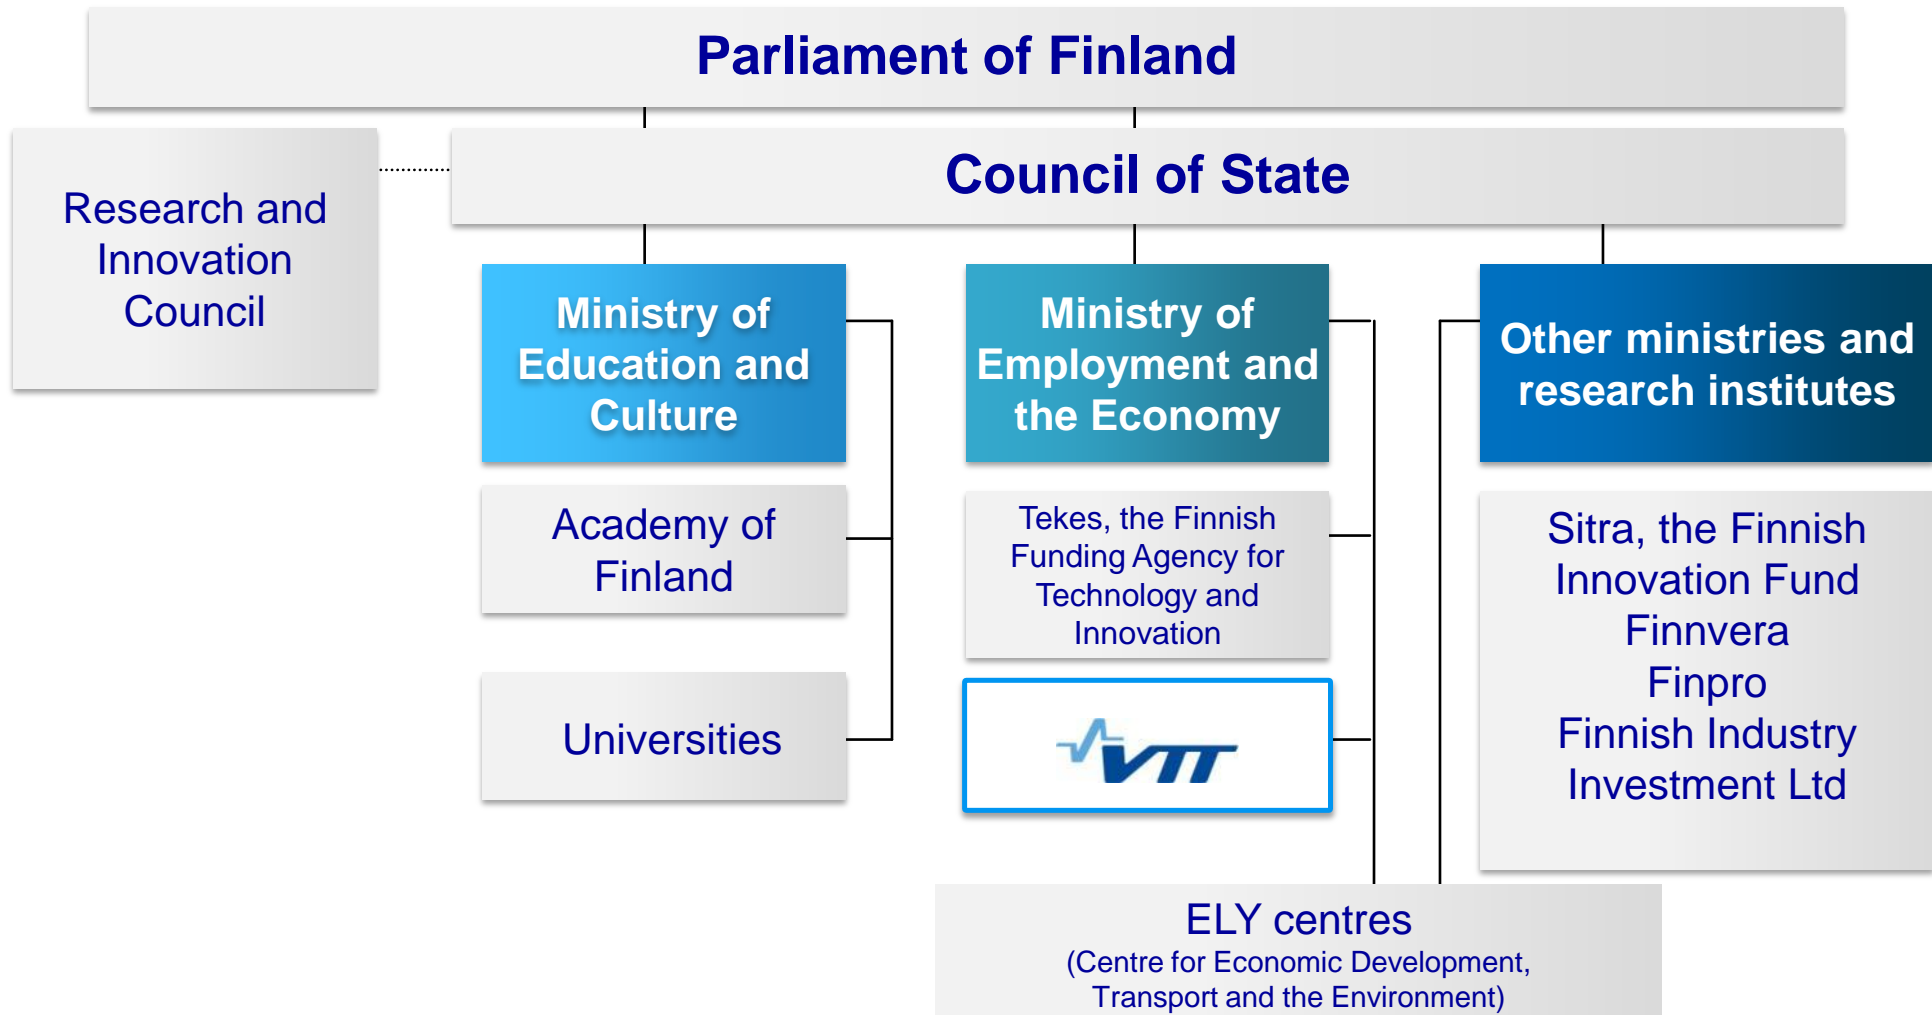 Parliament of Finland
Research and
Innovation
Council
Council of State
Ministry of
Education and
Culture
Ministry of
Employment and
the Economy
Other ministries and
research institutes
Academy of
Finland
Tekes, the Finnish
Funding Agency for
Technology and
Innovation
Sitra, the Finnish
Innovation Fund
Finnvera
Finpro
Finnish Industry
Investment Ltd
Universities
VTT
ELY centres
(Centre for Economic Development,
Transport and the Environment)